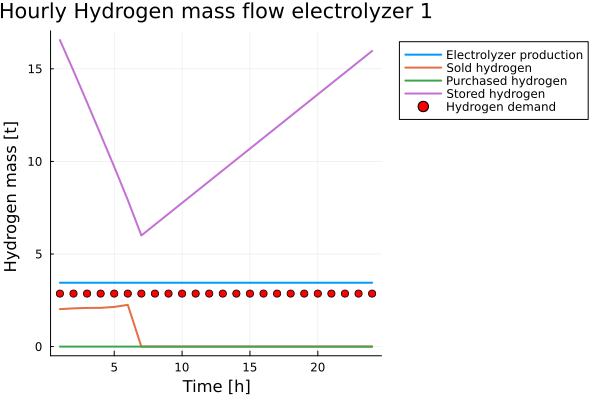 Hourly Hydrogen mass flow electrolyzer 1
Electrolyzer production
Sold hydrogen
Purchased hydrogen
Stored hydrogen
Hydrogen demand
Hydrogen mass [t]
15
10
5
0
5 10 15 20
Time [h]